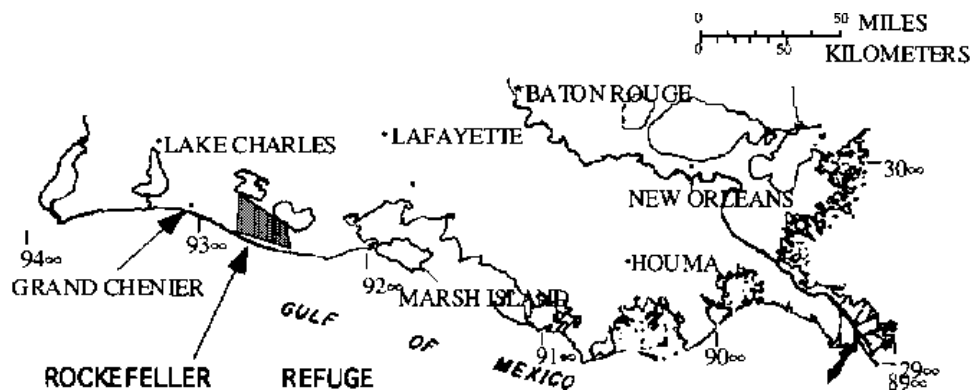 0 50 MILES
0 50 KILOMETERS
BATON ROUGE
LAKE CHARLES
LAFAYETTE
30∞
NEW ORLEANS
94∞
93∞
92∞
HOUMA
GRAND CHENIER
MARSH ISLAND
GULF OF MEXICO
91∞
90∞
29∞
89∞
ROCKEFELLER REFUGE